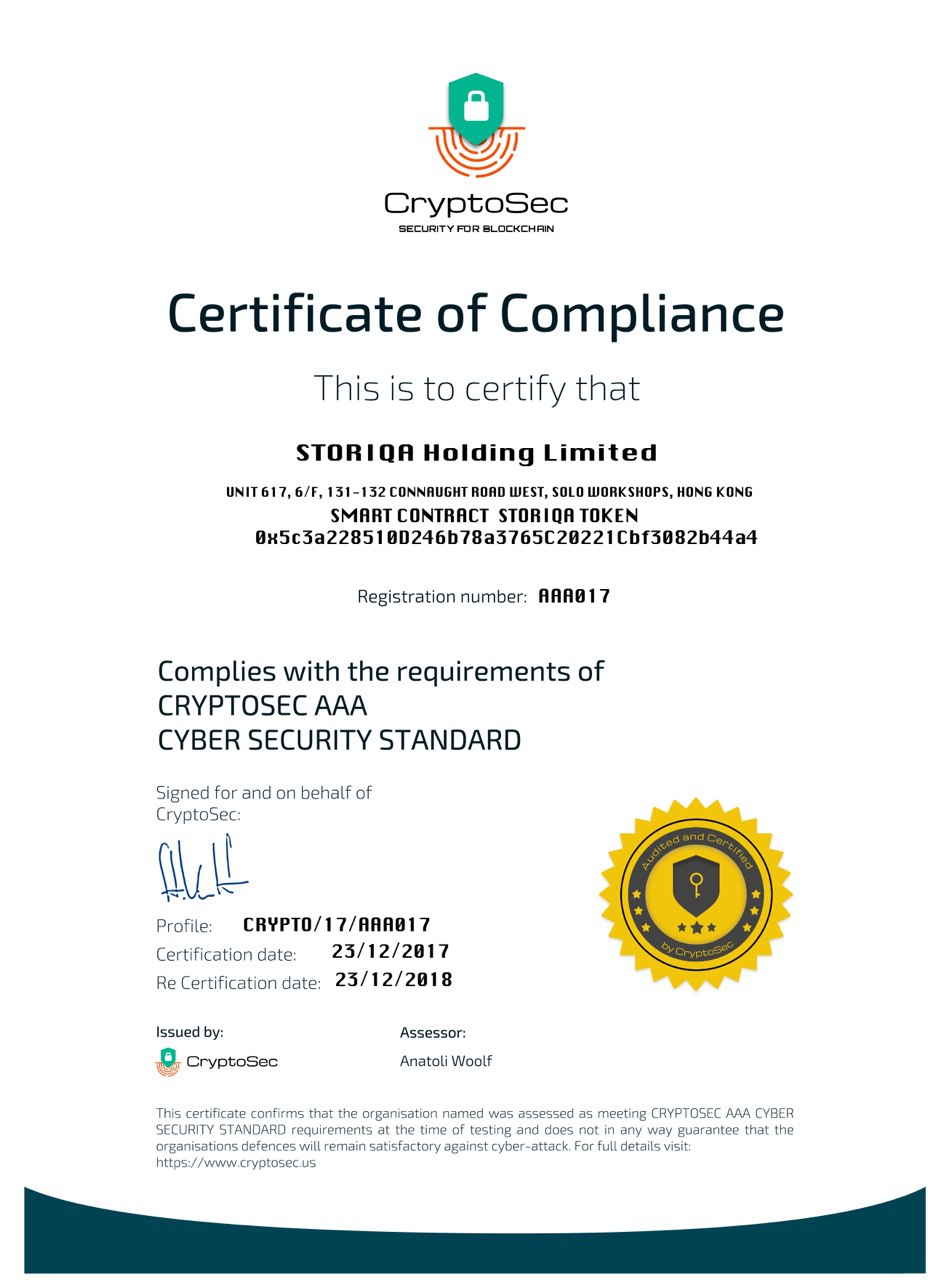 CryptoSec
SECURITY FOR BLOCKCHAIN
Certificate of Compliance
This is to certify that
STORIQA Holding Limited
UNIT 617, 6/F, 131-132 CONNAUGHT ROAD WEST, SOLO WORKSHOPS, HONG KONG
SMART CONTRACT STORIQA TOKEN
0x5c3a228510D246b78a3765C20221Cbf3082b44a4
Registration number: AAA017
Complies with the requirements of
CRYPTOSEC AAA
CYBER SECURITY STANDARD
Signed for and on behalf of
CryptoSec:
Audited and Certified
by CryptoSec
Profile: CRYPTO/17/AAA017
Certification date: 23/12/2017
Re Certification date: 23/12/2018
Issued by: Assessor:
CryptoSec Anatoli Woolf
This certificate confirms that the organisation named was assessed as meeting CRYPTOSEC AAA CYBER
SECURITY STANDARD requirements at the time of testing and does not in any way guarantee that the
organisations defences will remain satisfactory against cyber-attack. For full details visit:
https://www.cryptosec.us